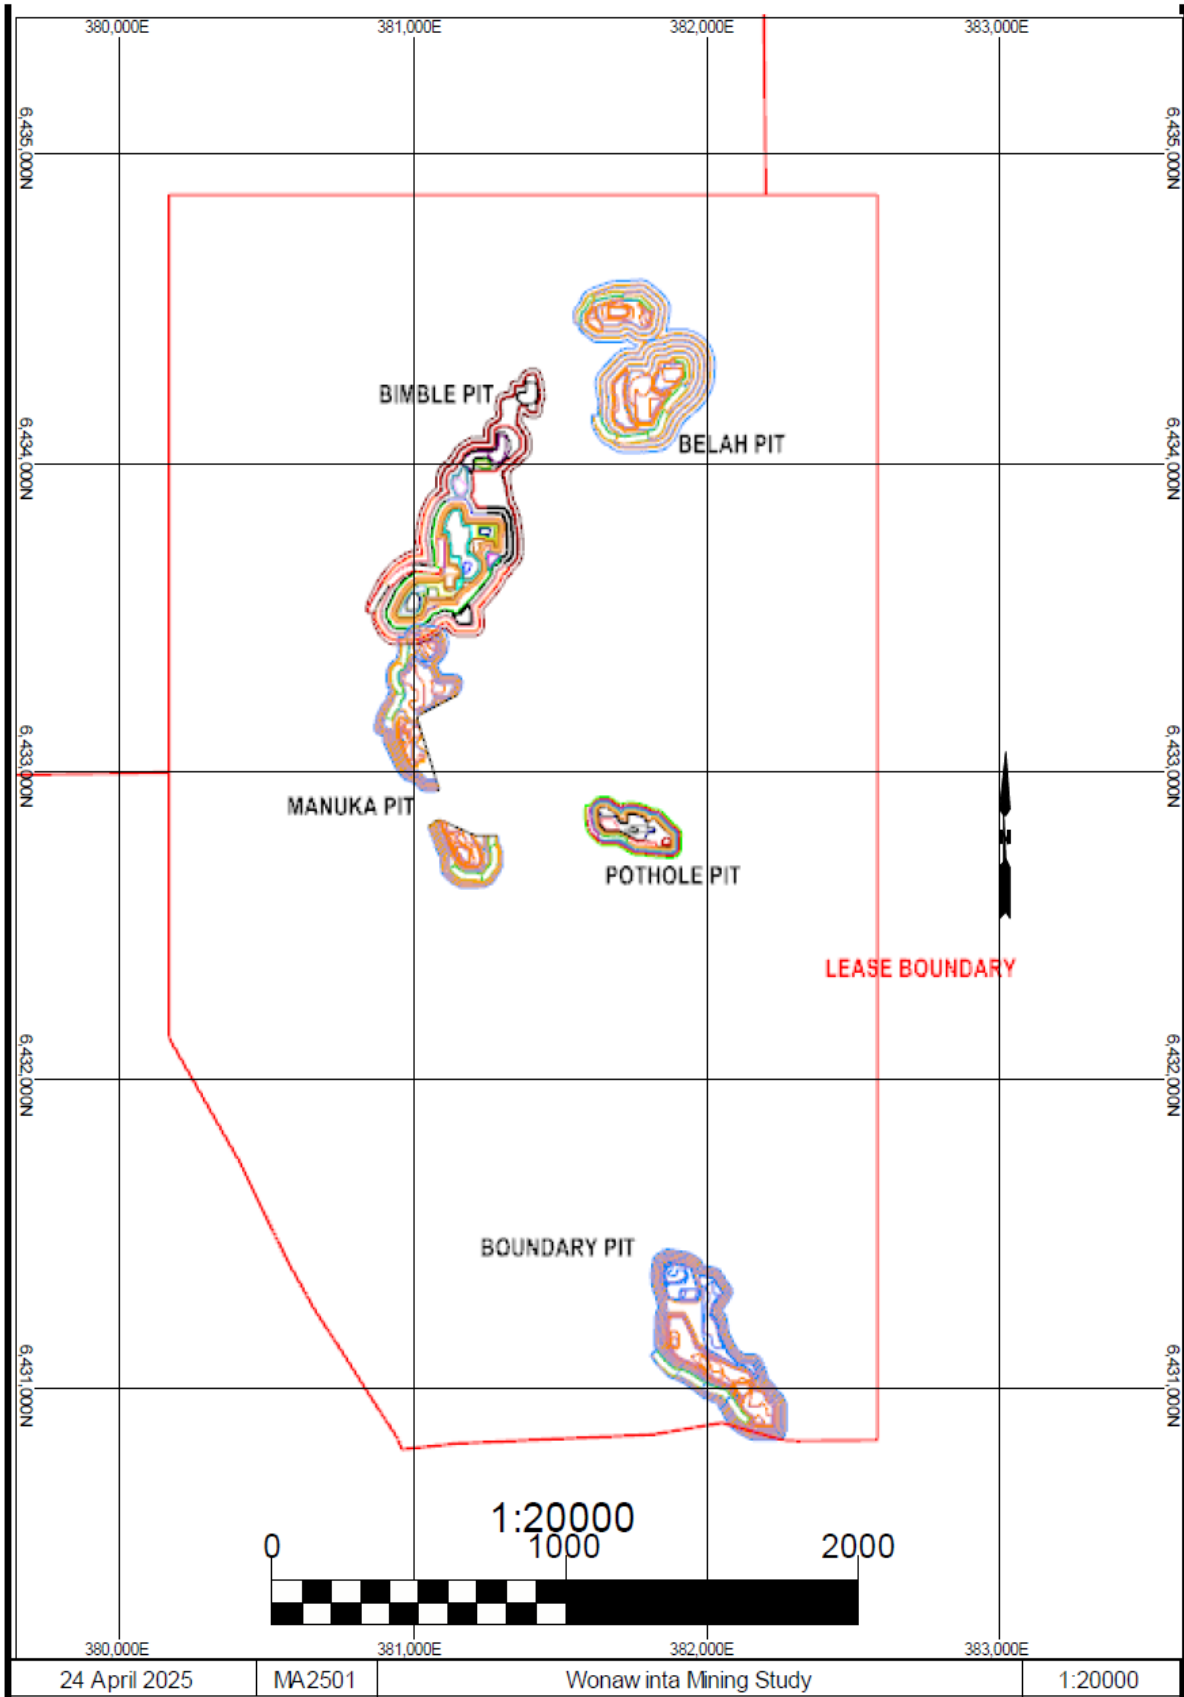 380,000E 381,000E 382,000E 383,000E
6,435,000N 6,435,000N
BIMBLE PIT
BELAH PIT
6,434,000N 6,434,000N
6,433,000N 6,433,000N
MANUKA PIT
POTHOLE PIT
LEASE BOUNDARY
6,432,000N 6,432,000N
BOUNDARY PIT
6,431,000N 6,431,000N
1:20000
0 1000 2000
380,000E 381,000E 382,000E 383,000E
24 April 2025 MA2501 Wonawinta Mining Study 1:20000